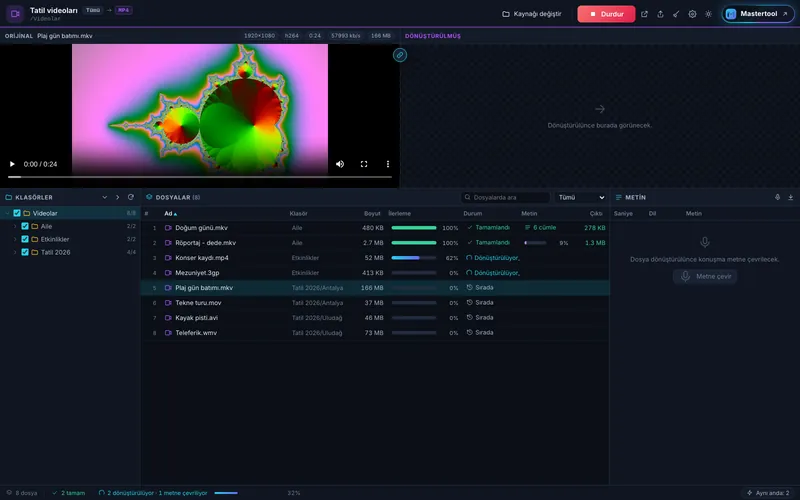 Tatil videoları Tümü → MP4
/Videolar
Kaynağı değiştir
Durdur
Mastertool
ORİJİNAL Plaj gün batımı.mkv 1920×1080 h264 0:24 57993 kb/s 166 MB
DÖNÜŞTÜRÜLMÜŞ
Dönüştürülünce burada görünecek.
0:00 / 0:24
KLASÖRLER
Videolar 8/8
Aile 2/2
Etkinlikler 2/2
Tatil 2026 4/4
DOSYALAR (8)
Dosyalarda ara
Tümü
# Ad Klasör Boyut İlerleme Durum Metin Çıktı
1 Doğum günü.mkv Aile 480 KB 100% Tamamlandı 6 cümle 278 KB
2 Röportaj - dede.mkv Aile 2.7 MB 100% Tamamlandı 9% 1.3 MB
3 Konser kaydı.mp4 Etkinlikler 52 MB 62% Dönüştürülüyor…
4 Mezuniyet.3gp Etkinlikler 413 KB 0% Dönüştürülüyor…
5 Plaj gün batımı.mkv Tatil 2026/Antalya 166 MB 0% Sırada
6 Tekne turu.mov Tatil 2026/Antalya 37 MB 0% Sırada
7 Kayak pisti.avi Tatil 2026/Uludağ 46 MB 0% Sırada
8 Teleferik.wmv Tatil 2026/Uludağ 73 MB 0% Sırada
METİN
Saniye Dil Metin
Dosya dönüştürülünce konuşma metne çevrilecek.
Metne çevir
8 dosya 2 tamam 2 dönüştürülüyor · 1 metne çevriliyor 32%
Aynı anda: 2